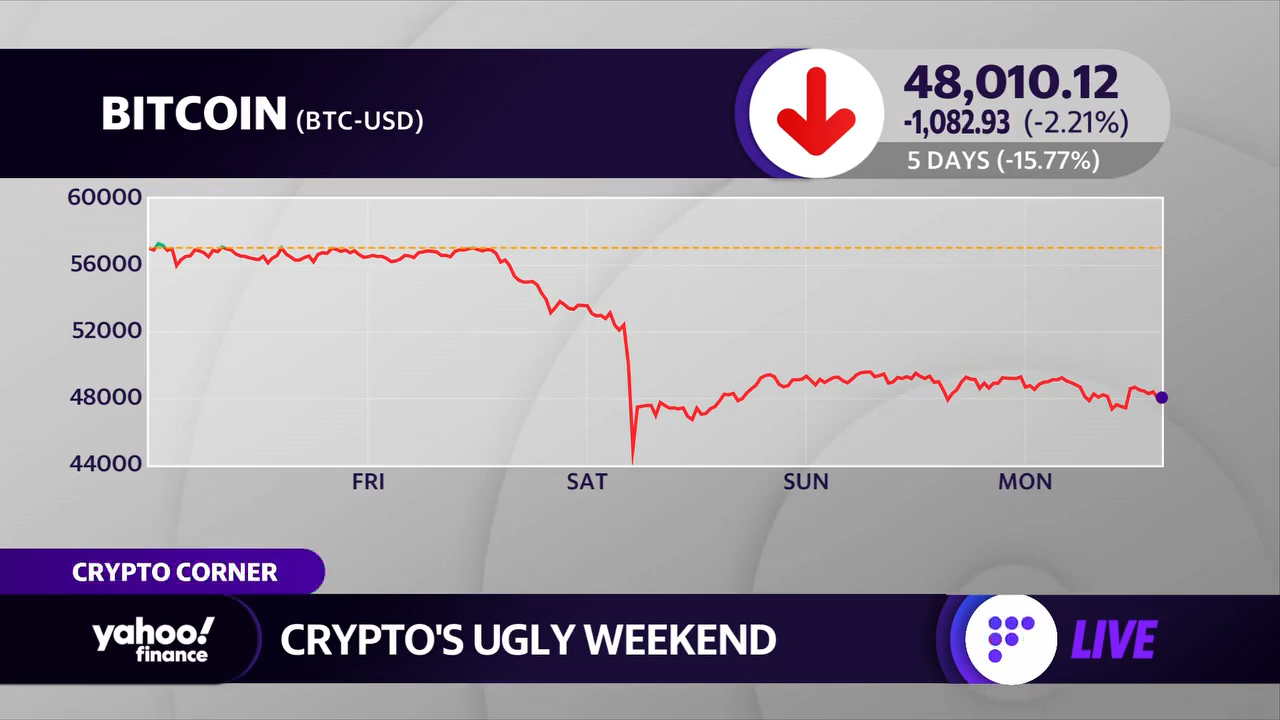 BITCOIN (BTC-USD)
48,010.12
-1,082.93 (-2.21%)
5 DAYS (-15.77%)
60000
56000
52000
48000
44000
FRI SAT SUN MON
CRYPTO CORNER
yahoo!
finance
CRYPTO'S UGLY WEEKEND
LIVE